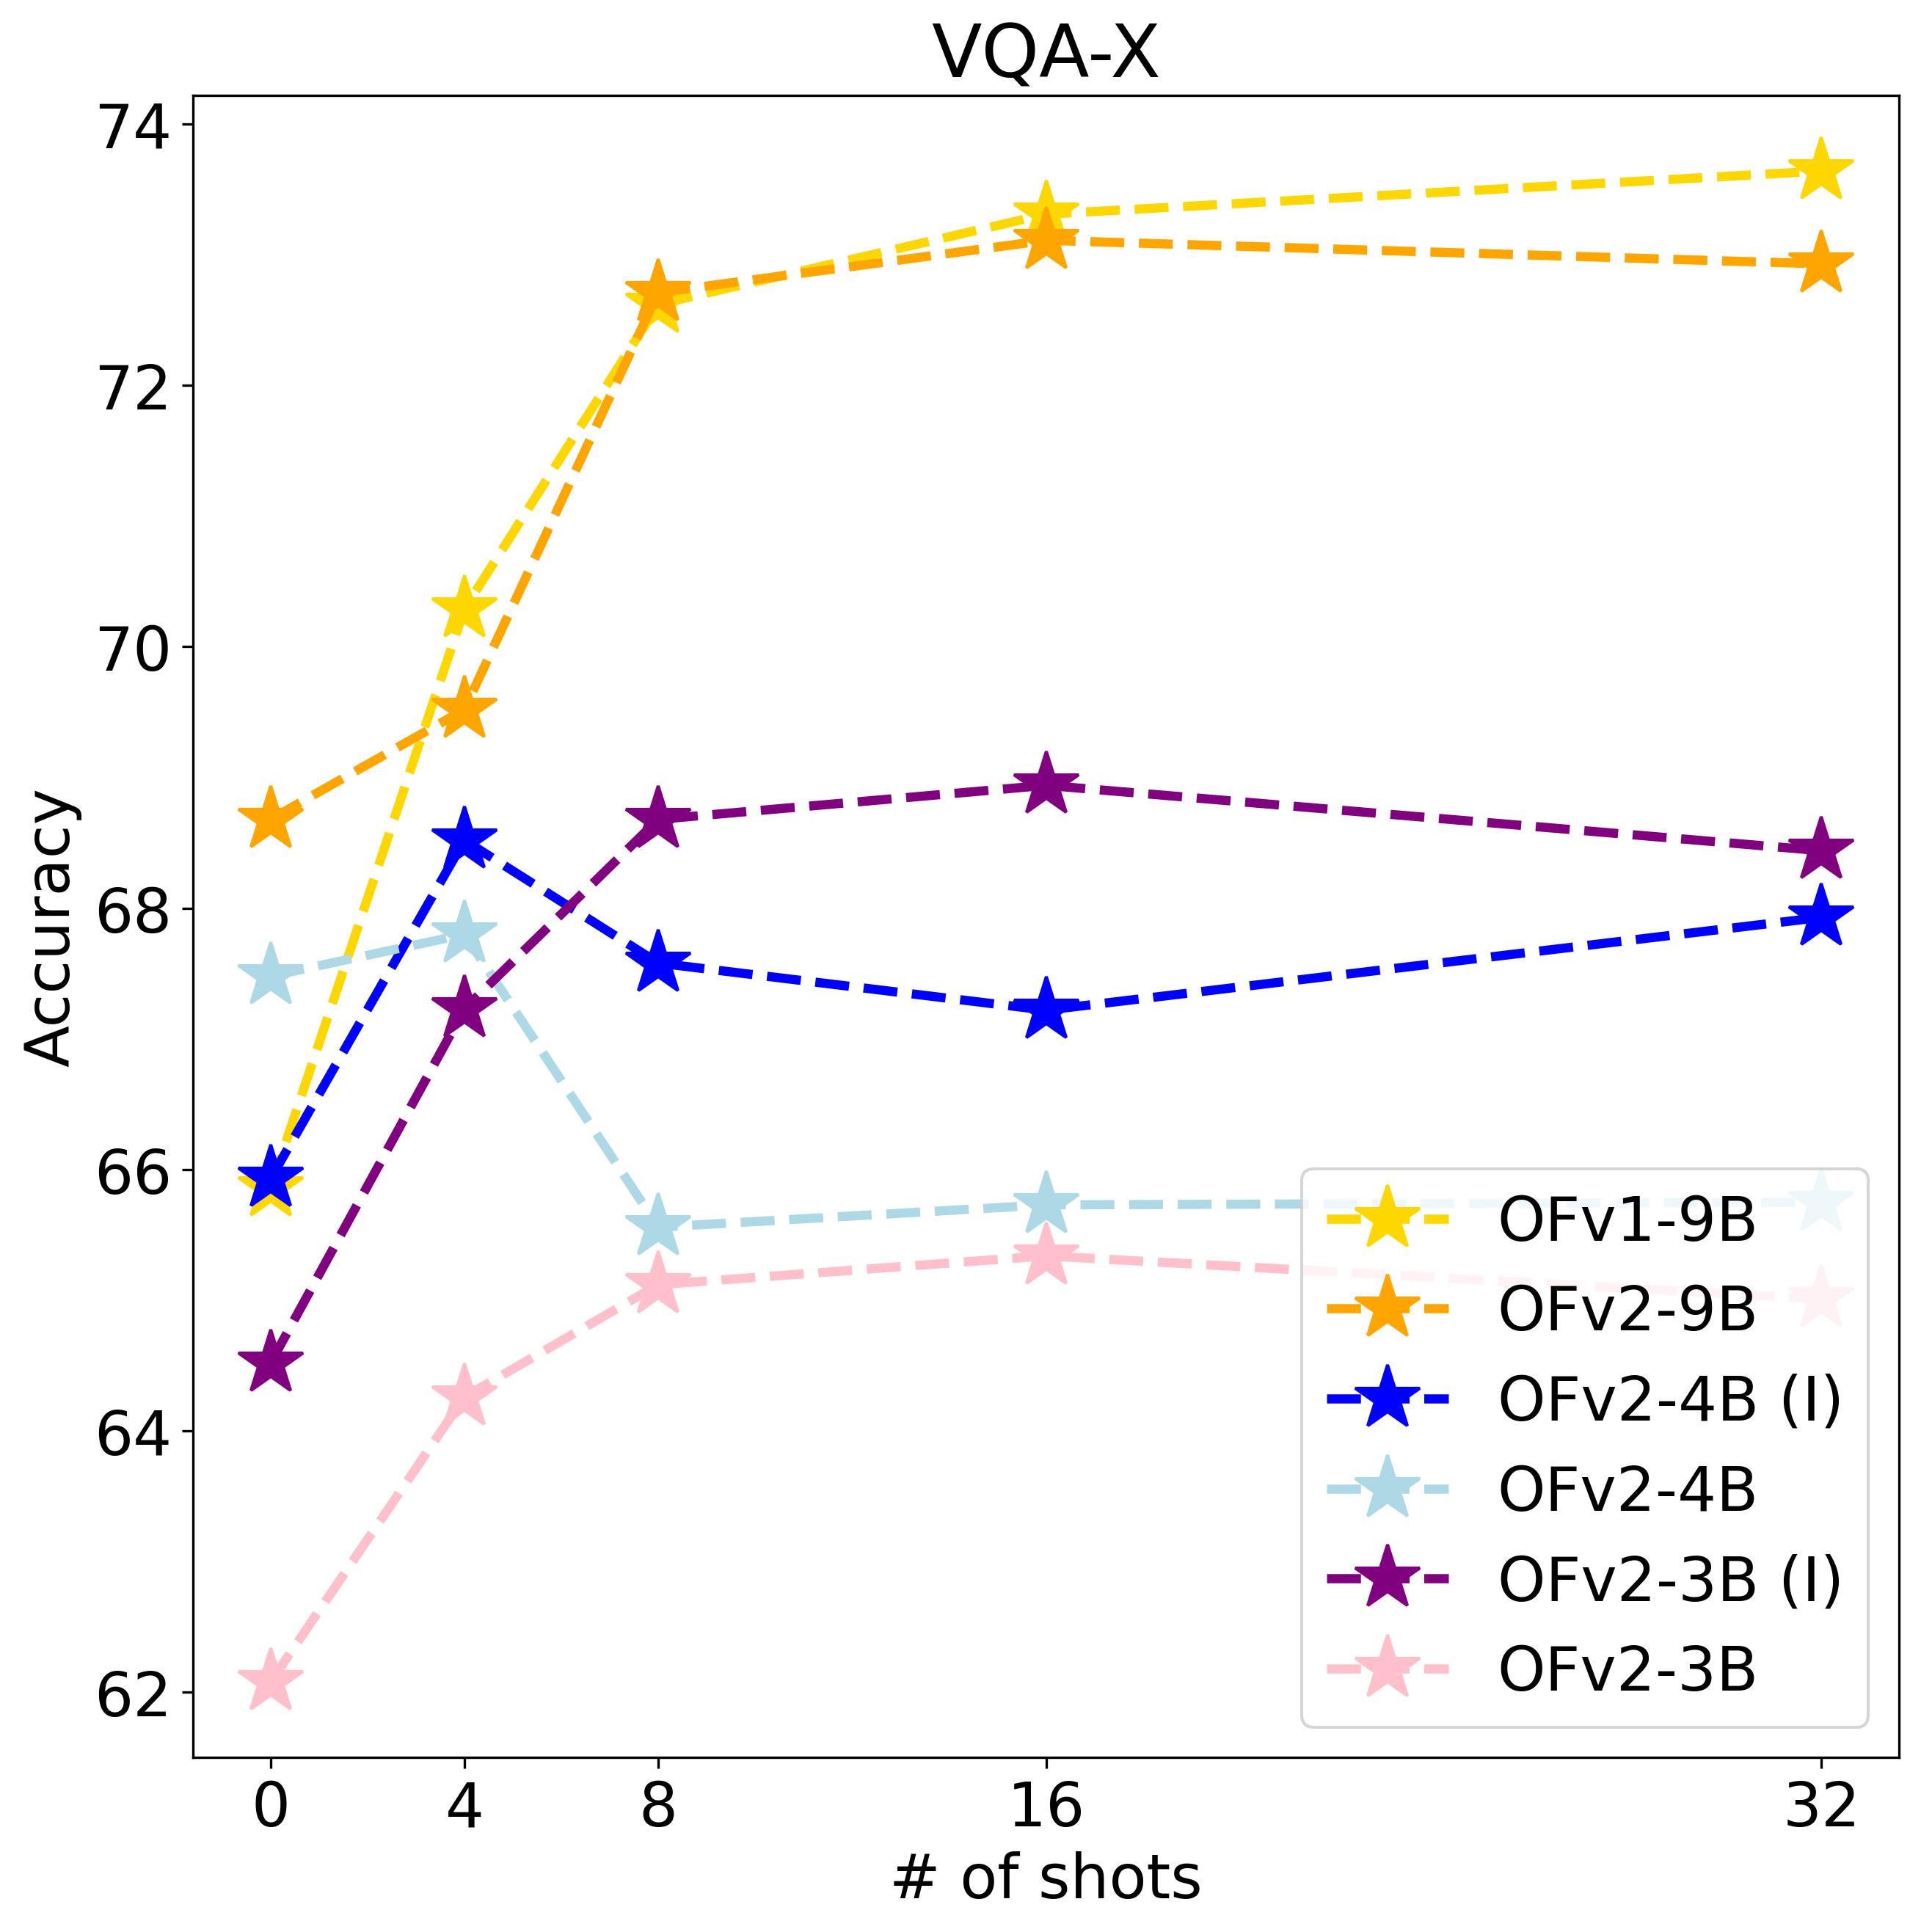 VQA-X
74
72
70
68
66
64
62
Accuracy
0 4 8 16 32
# of shots
OFv1-9B
OFv2-9B
OFv2-4B (I)
OFv2-4B
OFv2-3B (I)
OFv2-3B